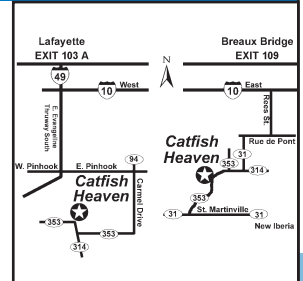 Lafayette
EXIT 103 A
Breaux Bridge
EXIT 109
N
49
10
West
10
East
E. Evangeline
Thruway South
Rees St.
Rue de Pont
Catfish
Heaven
31
353
314
W. Pinhook
E. Pinhook
94
Catfish
Heaven
Carmel Drive
353
353
314
353
31
St. Martinville
31
New Iberia